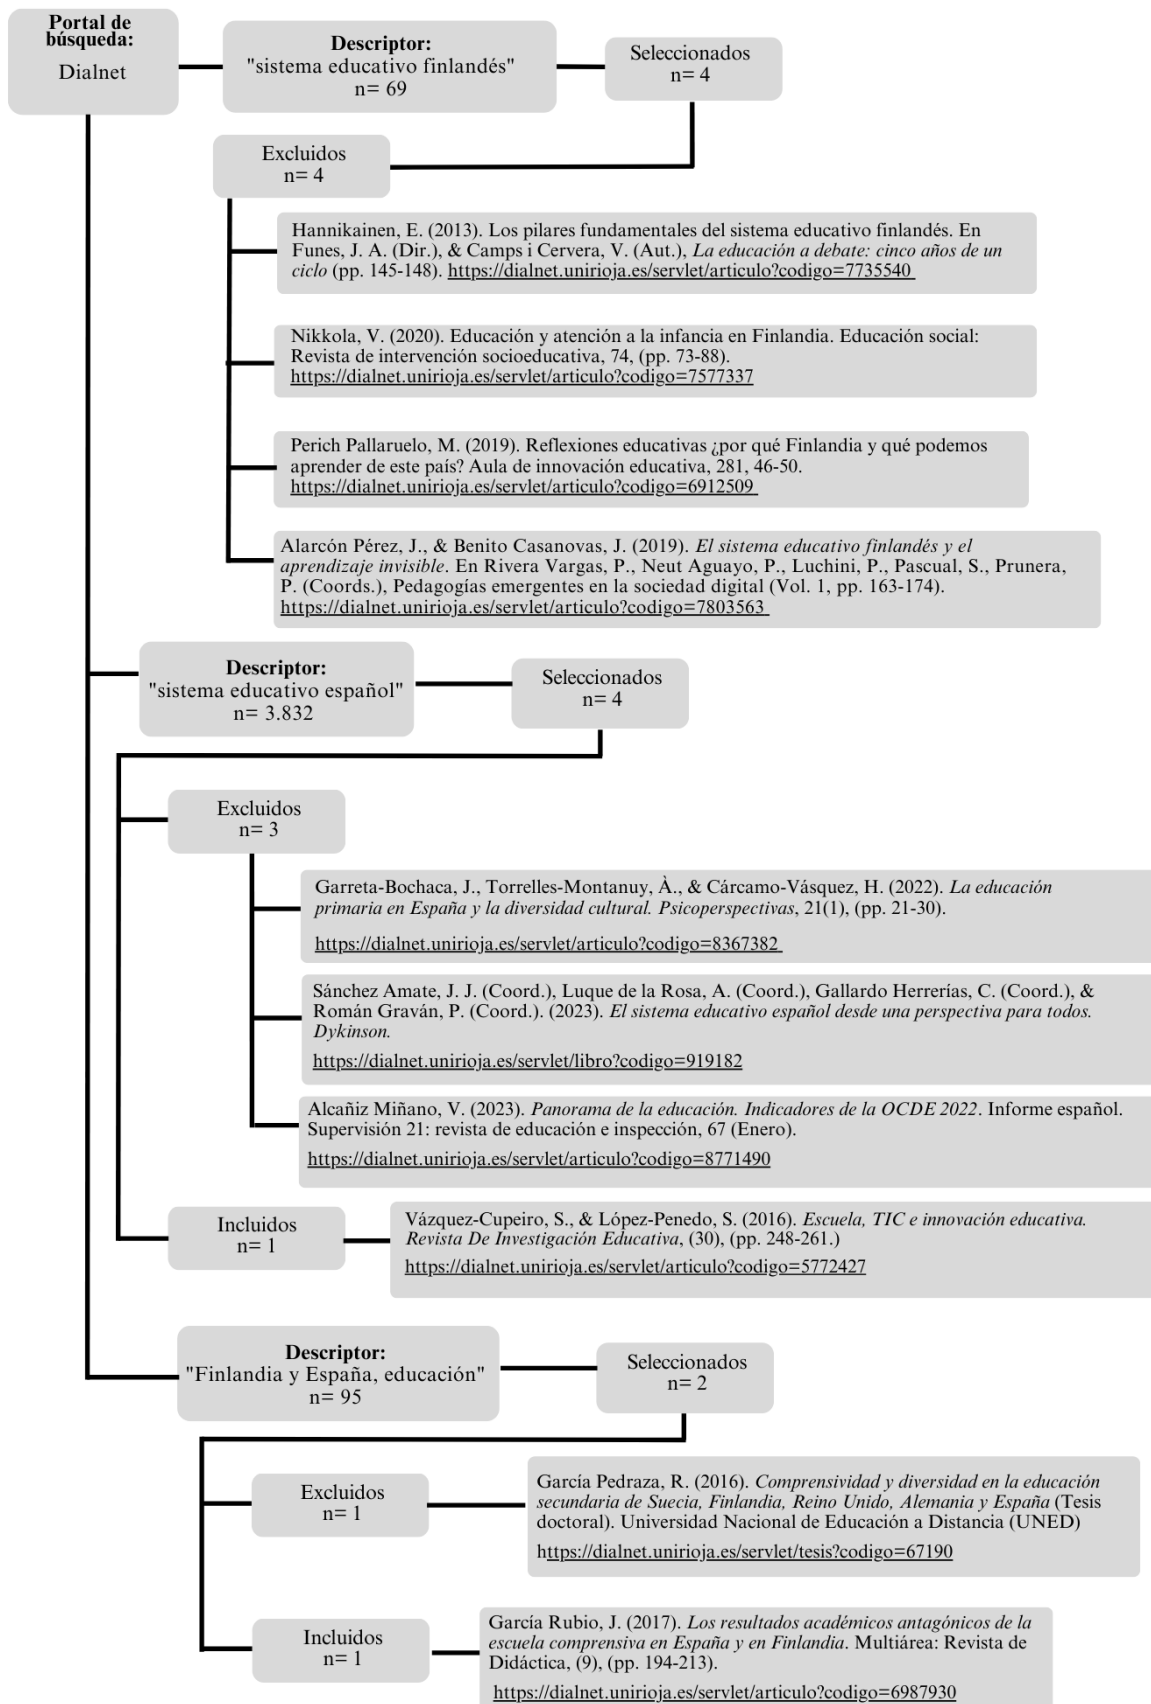 Portal de
búsqueda:
Dialnet
Descriptor:
"sistema educativo finlandés"
n= 69
Seleccionados
n= 4
Excluidos
n= 4
Hannikainen, E. (2013). Los pilares fundamentales del sistema educativo finlandés. En
Funes, J. A. (Dir.), & Camps i Cervera, V. (Aut.), La educación a debate: cinco años de un
ciclo (pp. 145-148). https://dialnet.unirioja.es/servlet/articulo?codigo=7735540
Nikkola, V. (2020). Educación y atención a la infancia en Finlandia. Educación social:
Revista de intervención socioeducativa, 74, (pp. 73-88).
https://dialnet.unirioja.es/servlet/articulo?codigo=7577337
Perich Pallaruelo, M. (2019). Reflexiones educativas ¿por qué Finlandia y qué podemos
aprender de este país? Aula de innovación educativa, 281, 46-50.
https://dialnet.unirioja.es/servlet/articulo?codigo=6912509
Alarcón Pérez, J., & Benito Casanovas, J. (2019). El sistema educativo finlandés y el
aprendizaje invisible. En Rivera Vargas, P., Neut Aguayo, P., Luchini, P., Pascual, S., Prunera,
P. (Coords.), Pedagogías emergentes en la sociedad digital (Vol. 1, pp. 163-174).
https://dialnet.unirioja.es/servlet/articulo?codigo=7803563
Descriptor:
"sistema educativo español"
n= 3.832
Seleccionados
n= 4
Excluidos
n= 3
Garreta-Bochaca, J., Torrelles-Montanuy, À., & Cárcamo-Vásquez, H. (2022). La educación
primaria en España y la diversidad cultural. Psicoperspectivas, 21(1), (pp. 21-30).
https://dialnet.unirioja.es/servlet/articulo?codigo=8367382
Sánchez Amate, J. J. (Coord.), Luque de la Rosa, A. (Coord.), Gallardo Herrerías, C. (Coord.), &
Román Graván, P. (Coord.). (2023). El sistema educativo español desde una perspectiva para todos.
Dykinson.
https://dialnet.unirioja.es/servlet/libro?codigo=919182
Alcañiz Miñano, V. (2023). Panorama de la educación. Indicadores de la OCDE 2022. Informe español.
Supervisión 21: revista de educación e inspección, 67 (Enero).
https://dialnet.unirioja.es/servlet/articulo?codigo=8771490
Incluidos
n= 1
Vázquez-Cupeiro, S., & López-Penedo, S. (2016). Escuela, TIC e innovación educativa.
Revista De Investigación Educativa, (30), (pp. 248-261.)
https://dialnet.unirioja.es/servlet/articulo?codigo=5772427
Descriptor:
"Finlandia y España, educación"
n= 95
Seleccionados
n= 2
Excluidos
n= 1
García Pedraza, R. (2016). Comprensividad y diversidad en la educación
secundaria de Suecia, Finlandia, Reino Unido, Alemania y España (Tesis
doctoral). Universidad Nacional de Educación a Distancia (UNED)
https://dialnet.unirioja.es/servlet/tesis?codigo=67190
Incluidos
n= 1
García Rubio, J. (2017). Los resultados académicos antagónicos de la
escuela comprensiva en España y en Finlandia. Multiárea: Revista de
Didáctica, (9), (pp. 194-213).
https://dialnet.unirioja.es/servlet/articulo?codigo=6987930